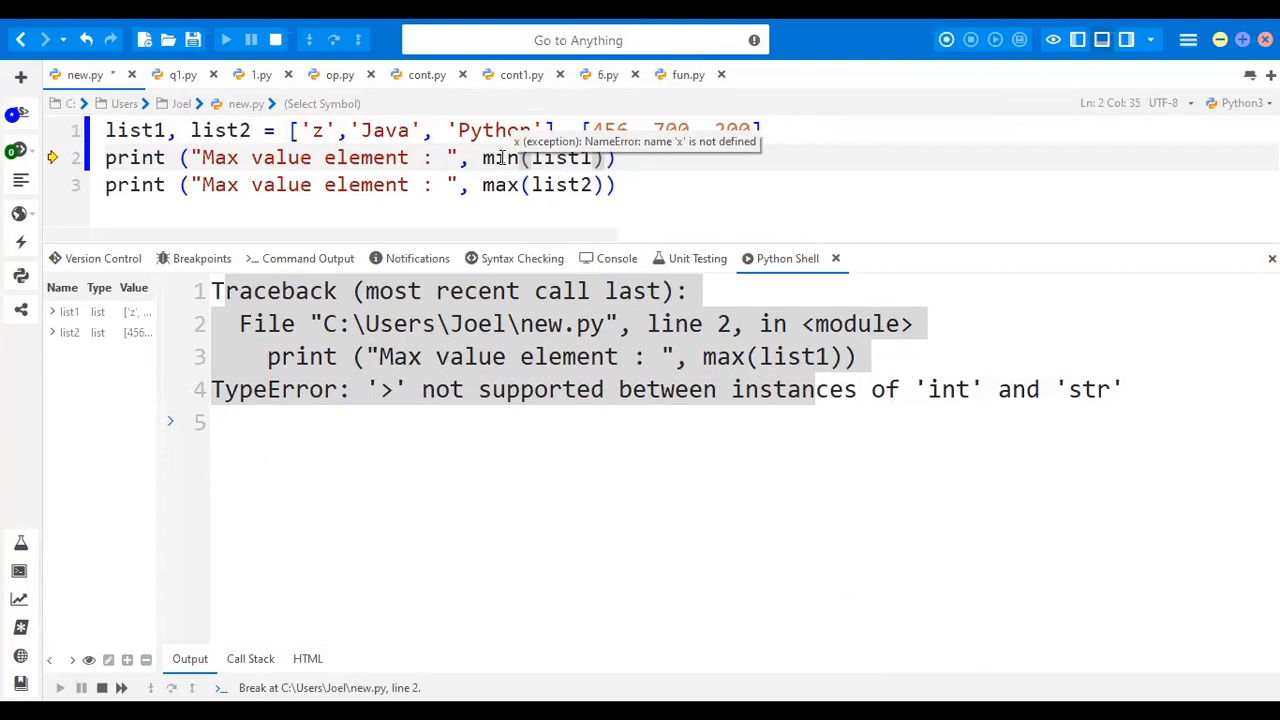 Go to Anything
new.py * q1.py 1.py op.py cont.py cont1.py 6.py fun.py
C: Users Joel new.py (Select Symbol) Ln: 2 Col: 35 UTF-8 Python3
1 list1, list2 = ['z','Java', 'Python'], [456, 700, 200]
x (exception): NameError: name 'x' is not defined
2 print ("Max value element : ", min(list1))
3 print ("Max value element : ", max(list2))
Version Control Breakpoints Command Output Notifications Syntax Checking Console Unit Testing Python Shell
Name Type Value
list1 list ['z', ...
list2 list [456...
1 Traceback (most recent call last):
2 File "C:\Users\Joel\new.py", line 2, in <module>
3 print ("Max value element : ", max(list1))
4 TypeError: '>' not supported between instances of 'int' and 'str'
5
Output Call Stack HTML
Break at C:\Users\Joel\new.py, line 2.